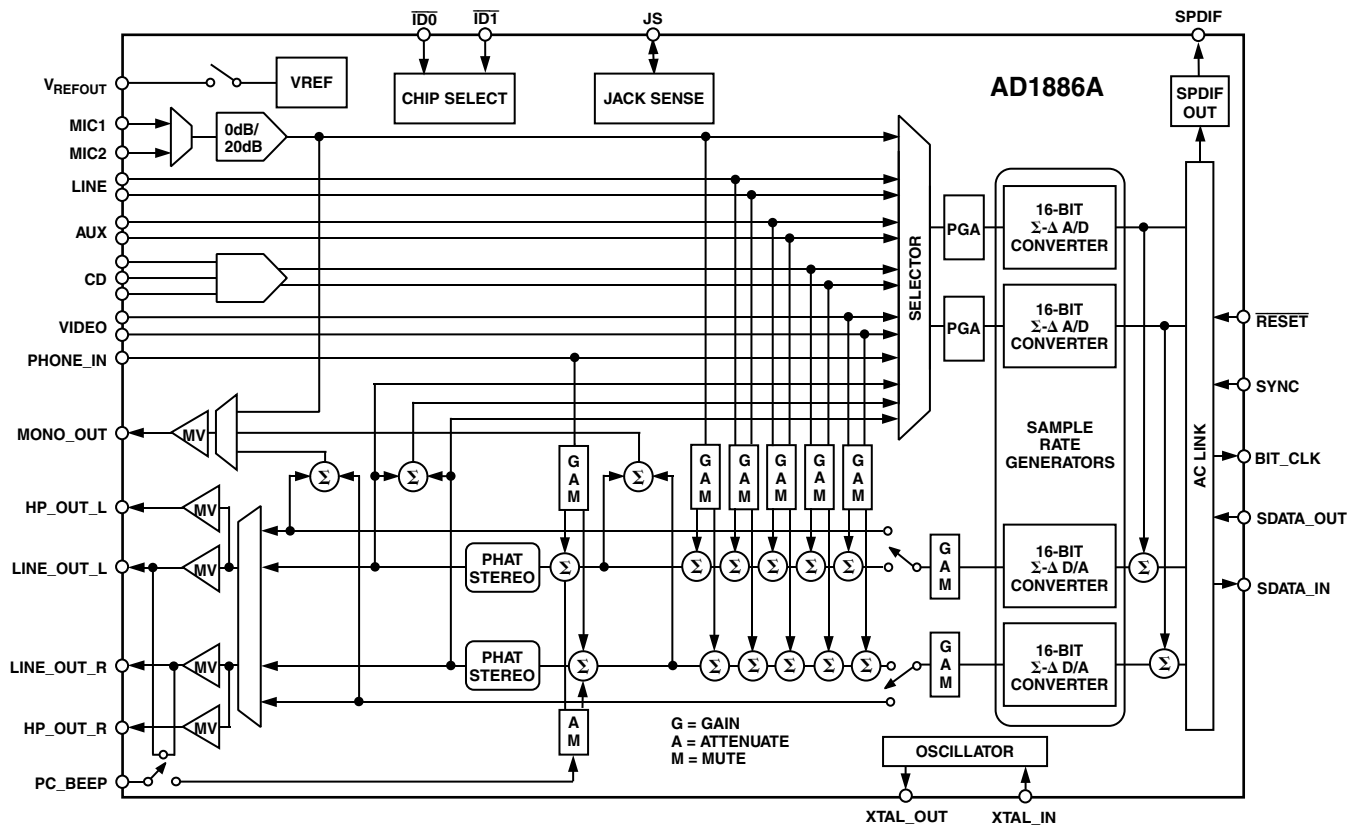 ID0
ID1
JS
SPDIF
VREFOUT
VREF
CHIP SELECT
JACK SENSE
AD1886A
SPDIF
OUT
MIC1
MIC2
0dB/
20dB
LINE
AUX
CD
VIDEO
PHONE_IN
SELECTOR
PGA
PGA
16-BIT
Σ-Δ A/D
CONVERTER
16-BIT
Σ-Δ A/D
CONVERTER
SAMPLE
RATE
GENERATORS
AC LINK
RESET
SYNC
BIT_CLK
SDATA_OUT
SDATA_IN
MONO_OUT
MV
Σ
Σ
G
A
M
Σ
G
A
M
G
A
M
G
A
M
G
A
M
G
A
M
HP_OUT_L
MV
LINE_OUT_L
MV
PHAT
STEREO
Σ
Σ
Σ
Σ
Σ
Σ
G
A
M
16-BIT
Σ-Δ D/A
CONVERTER
Σ
LINE_OUT_R
MV
PHAT
STEREO
Σ
Σ
Σ
Σ
Σ
Σ
G
A
M
16-BIT
Σ-Δ D/A
CONVERTER
Σ
HP_OUT_R
MV
A
M
G = GAIN
A = ATTENUATE
M = MUTE
PC_BEEP
OSCILLATOR
XTAL_OUT
XTAL_IN